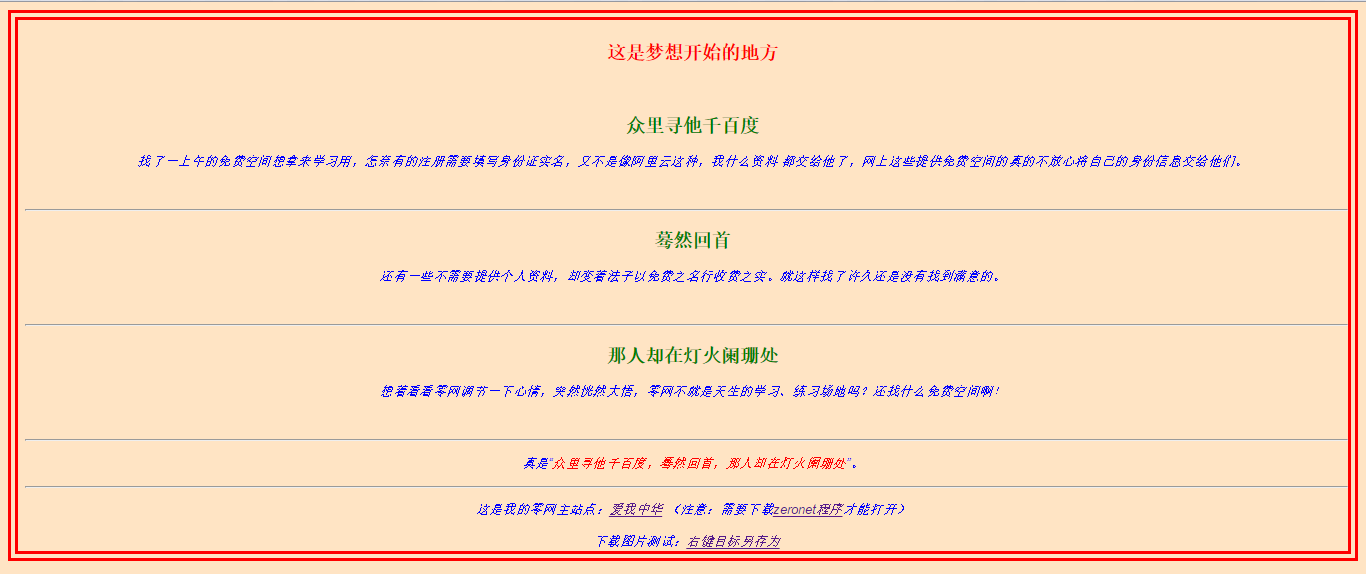 这是梦想开始的地方
众里寻他千百度
找了一上午的免费空间想拿来学习用，怎奈有的注册需要填写身份证实名，又不是像阿里云这种，我什么资料 都交给他了，网上这些提供免费空间的真的不放心将自己的身份信息交给他们。
蓦然回首
还有一些不需要提供个人资料，却变着法子以免费之名行收费之实。就这样找了许久还是没有找到满意的。
那人却在灯火阑珊处
想着看看零网调节一下心情，突然恍然大悟，零网不就是天生的学习、练习场地吗？还找什么免费空间啊！
真是“众里寻他千百度，蓦然回首，那人却在灯火阑珊处”。
这是我的零网主站点：爱我中华 （注意：需要下载zeronet程序才能打开）
下载图片测试：右键目标另存为